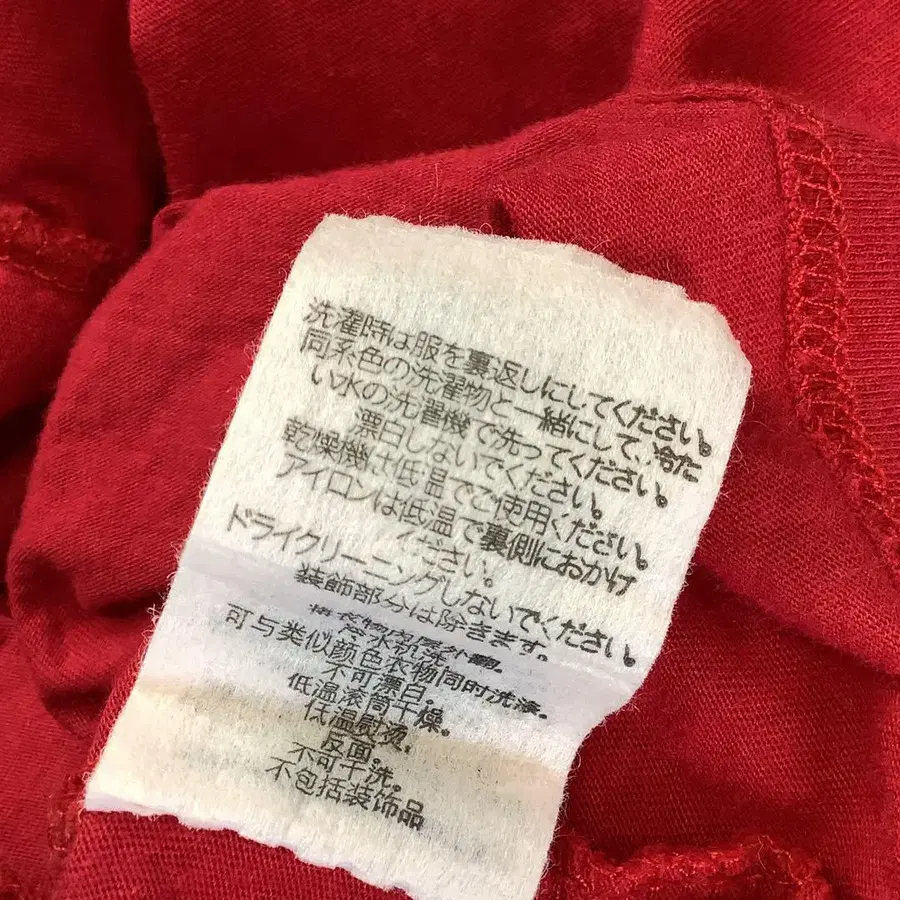 洗濯時は服を裏返しにしてください。
同系色の洗濯物と一緒にして、冷た
い水の洗濯機で洗ってください。
漂白しないでください。
乾燥機は低温でご使用ください。
アイロンは低温で裏側におかけ
ください。
ドライクリーニングしないでください。
装飾部分は除きます。
可与类似颜色衣物同时洗涤。
不可漂白。
低温滚筒干燥。
低温熨烫。
反面。
不可干洗。
不包括装饰品